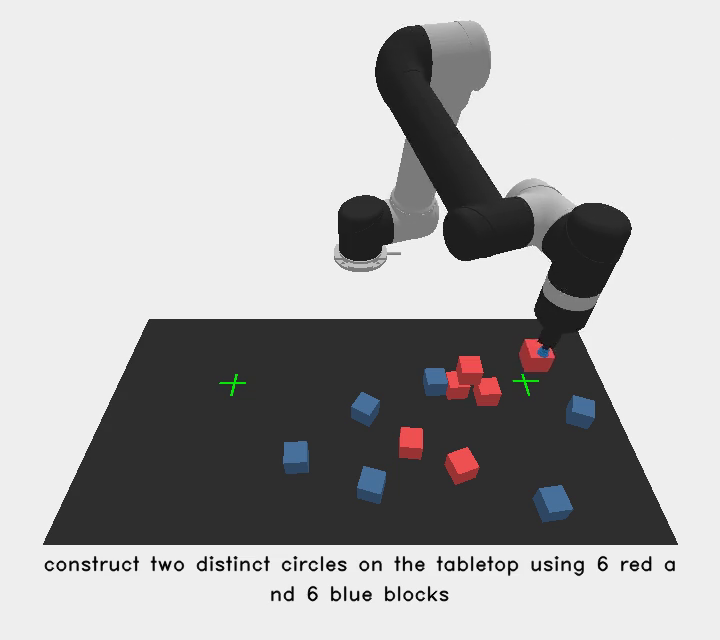 construct two distinct circles on the tabletop using 6 red a
nd 6 blue blocks